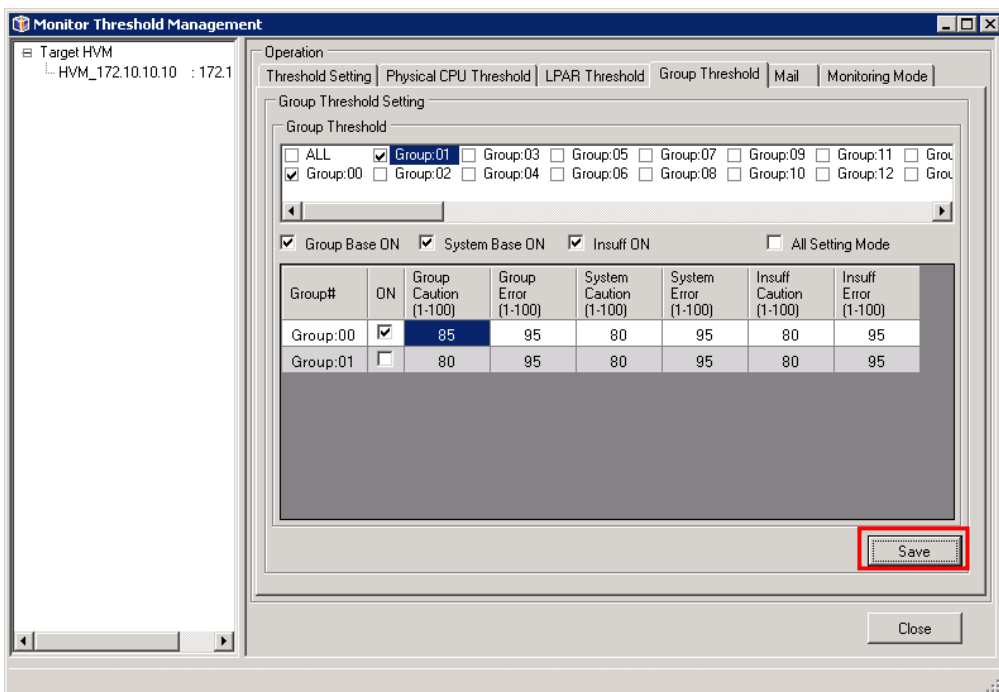 Monitor Threshold Management
Target HVM
HVM_172.10.10.10 : 172.1
Operation
Threshold Setting Physical CPU Threshold LPAR Threshold Group Threshold Mail Monitoring Mode
Group Threshold Setting
Group Threshold
ALL Group:01 Group:03 Group:05 Group:07 Group:09 Group:11 Grou
Group:00 Group:02 Group:04 Group:06 Group:08 Group:10 Group:12 Grou
Group Base ON System Base ON Insuff ON All Setting Mode
Group# ON Group Caution (1-100) Group Error (1-100) System Caution (1-100) System Error (1-100) Insuff Caution (1-100) Insuff Error (1-100)
Group:00 85 95 80 95 80 95
Group:01 80 95 80 95 80 95
Save
Close